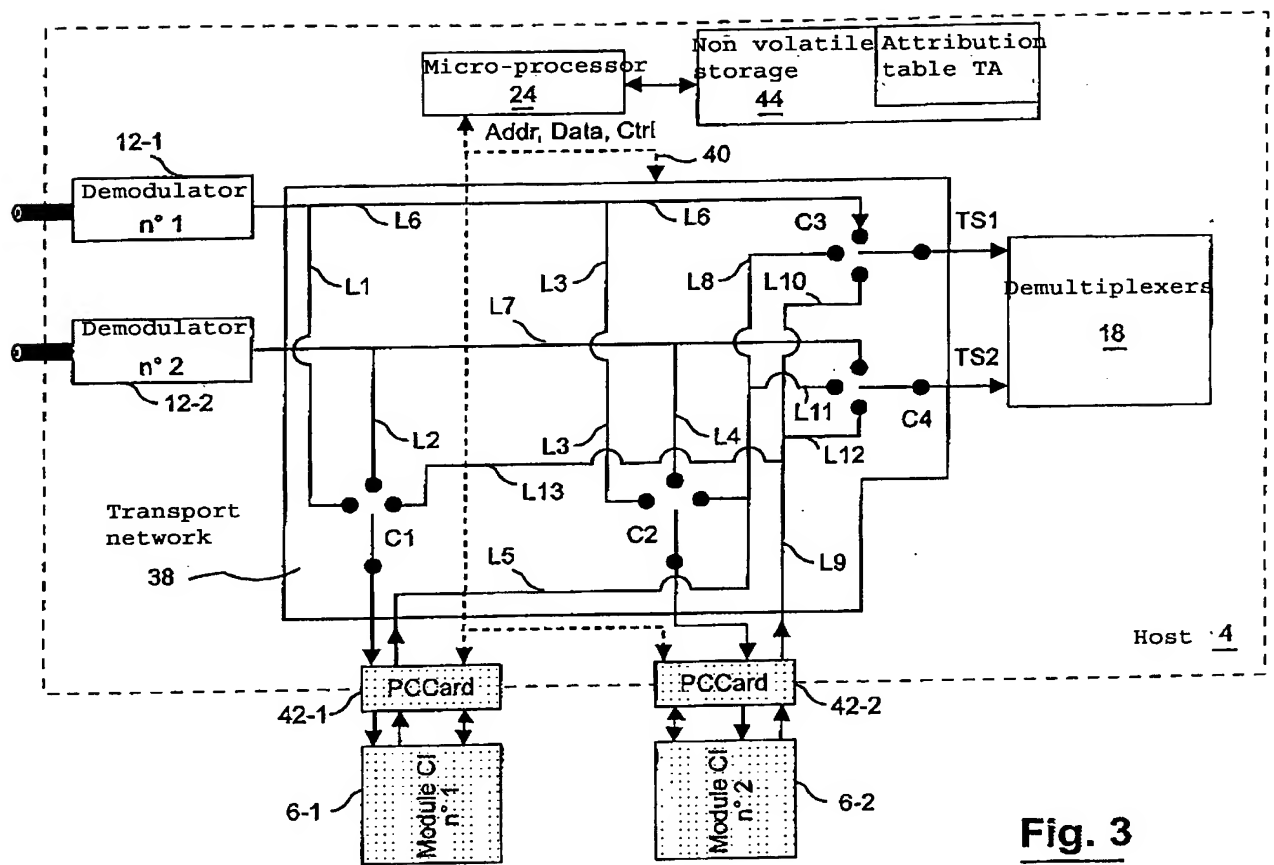 Non volatile
storage
44
Attribution
table TA
Micro-processor
24
Addr, Data, Ctrl
40
12-1
Demodulator
n° 1
L6
L6
C3
TS1
L1
L3
L8
L10
Demultiplexers
18
Demodulator
n° 2
12-2
L7
TS2
L11
C4
L2
L3
L4
L12
L13
Transport
network
38
C1
C2
L5
L9
Host 4
PCCard
42-1
PCCard
42-2
Module CI
n° 1
6-1
Module CI
n° 2
6-2
Fig. 3